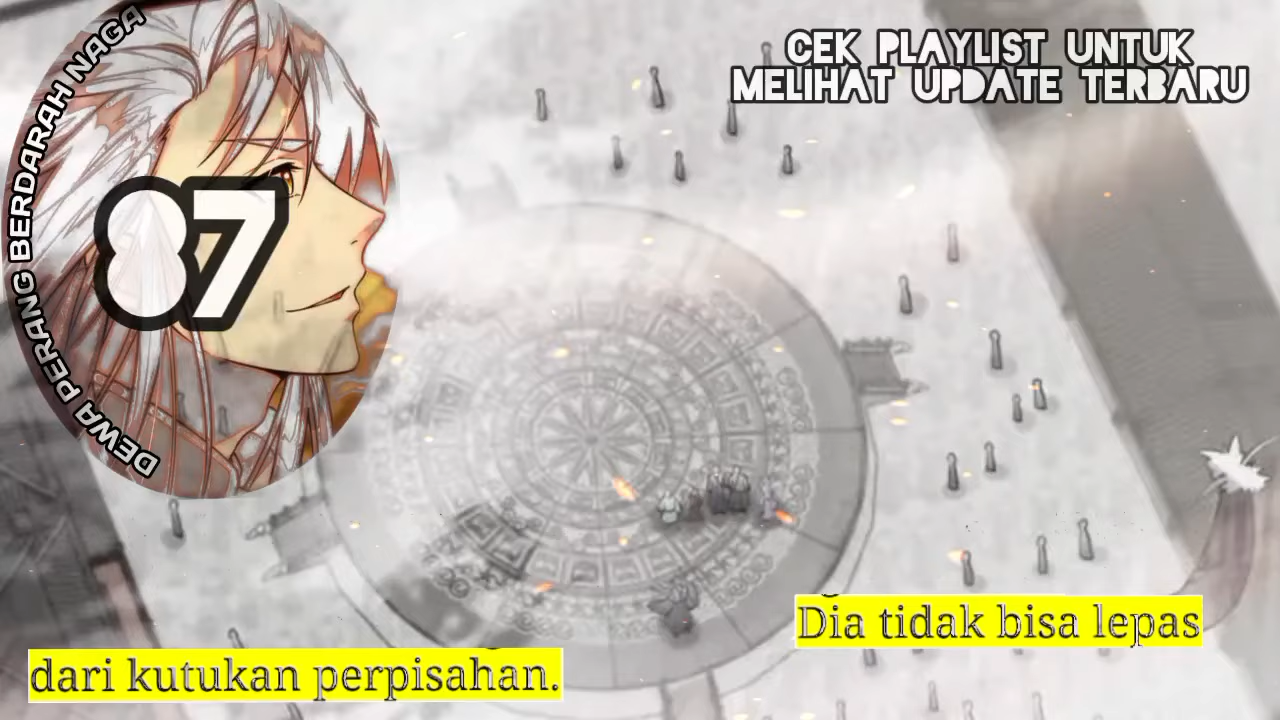 DEWA PERANG BERDARAH NAGA
87
CEK PLAYLIST UNTUK
MELIHAT UPDATE TERBARU
Dia tidak bisa lepas
dari kutukan perpisahan.